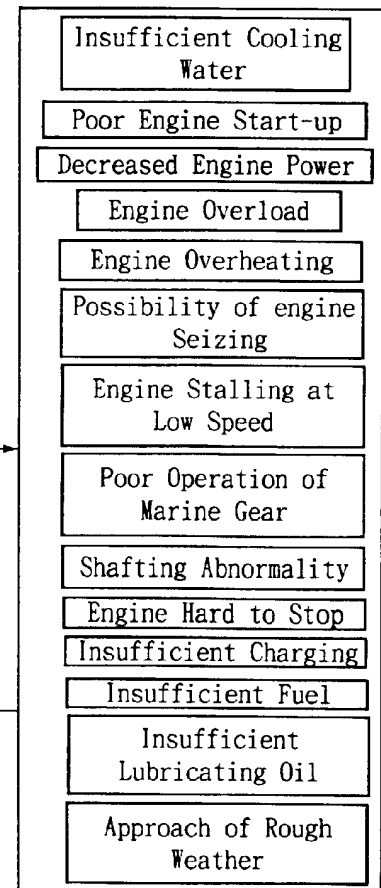 Insufficient Cooling
Water
Poor Engine Start-up
Decreased Engine Power
Engine Overload
Engine Overheating
Possibility of engine
Seizing
Engine Stalling at
Low Speed
Poor Operation of
Marine Gear
Shafting Abnormality
Engine Hard to Stop
Insufficient Charging
Insufficient Fuel
Insufficient
Lubricating Oil
Approach of Rough
Weather